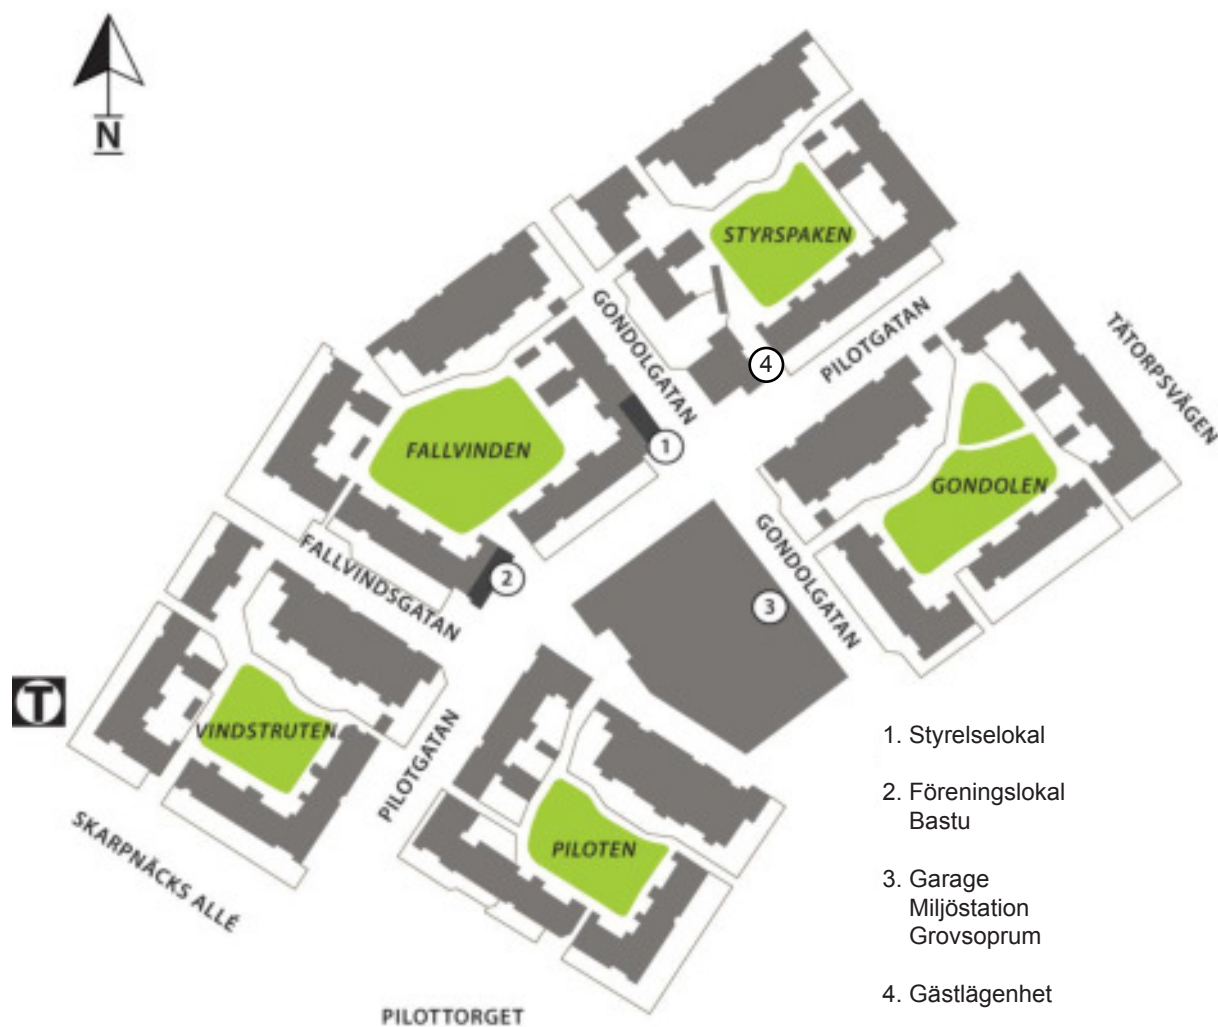 N
STYRSPAKEN
GONDOLGATAN
PILOTGATAN
TÄTORPSVÄGEN
4
FALLVINDEN
1
GONDOLEN
FALLVINDSGATAN
2
GONDOLGATAN
3
T
VINDSTRUTEN
PILOTGATAN
PILOTEN
SKARPNÄCKS ALLÉ
PILOTTORGET
1. Styrelselokal
2. Föreningslokal
Bastu
3. Garage
Miljöstation
Grovsoprum
4. Gästlägenhet